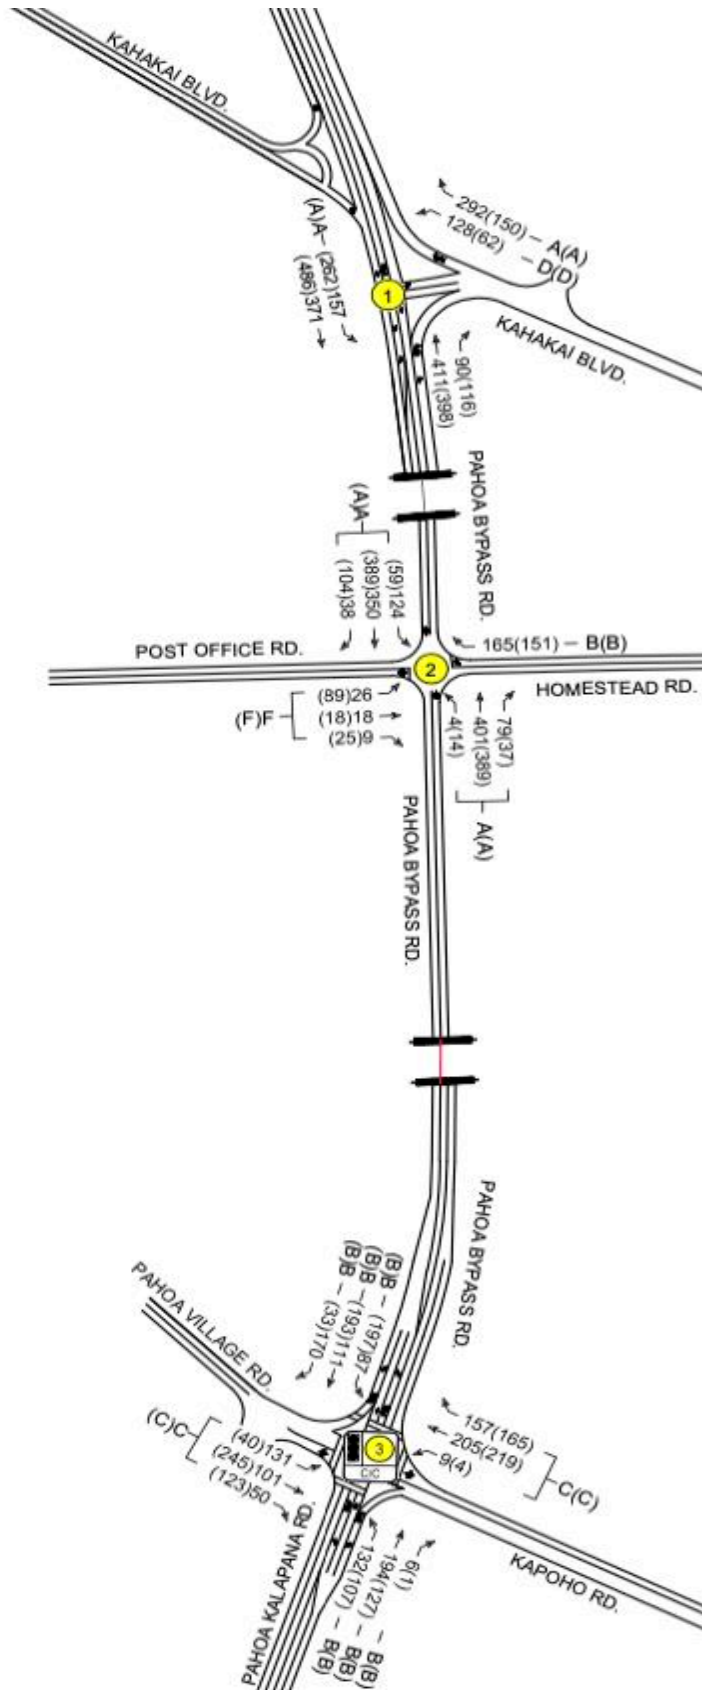 KAHAKAI BLVD.
292(150) – A(A)
128(62) – D(D)
(A)A – (262)157
(486)371
1
KAHAKAI BLVD.
90(116)
411(398)
PAHOA BYPASS RD.
(A)A
(59)124
(389)350
(104)38
POST OFFICE RD.
2
165(151) – B(B)
HOMESTEAD RD.
(F)F
(89)26
(18)18
(25)9
4(14)
401(389)
79(37)
A(A)
PAHOA BYPASS RD.
PAHOA BYPASS RD.
(B)B – (197)87
(B)B – (193)111
(B)B – (33)170
PAHOA VILLAGE RD.
(C)C
(40)131
(245)101
(123)50
3
C(C)
157(165)
205(219)
9(4)
KAPOHO RD.
PAHOA KALAPANA RD.
6(1) – B(B)
194(127) – B(B)
132(107) – B(B)